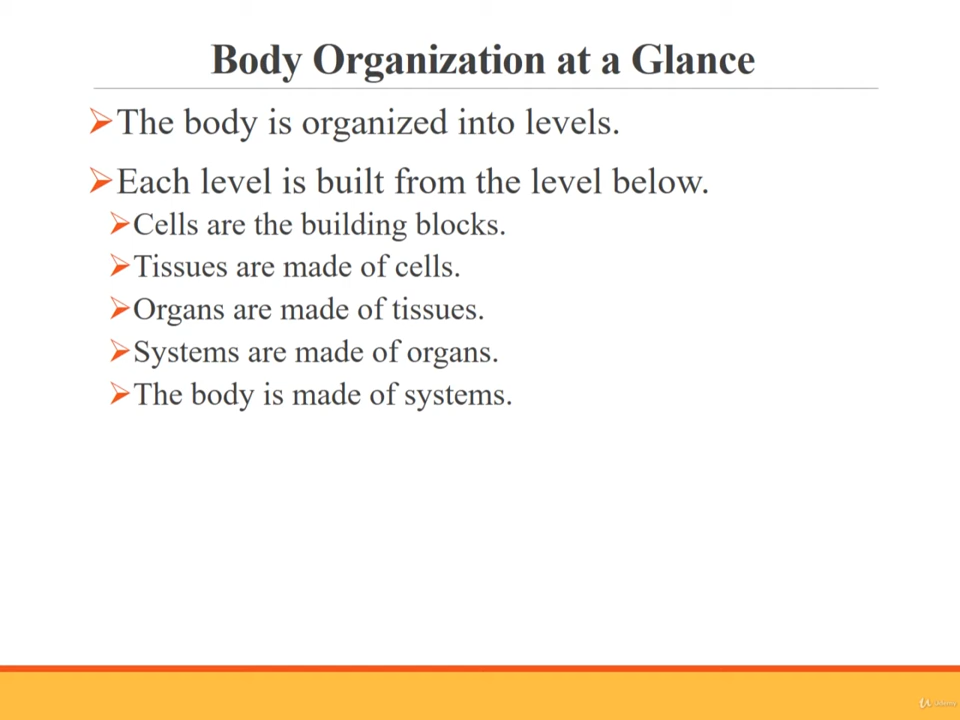 Body Organization at a Glance
The body is organized into levels.
Each level is built from the level below.
Cells are the building blocks.
Tissues are made of cells.
Organs are made of tissues.
Systems are made of organs.
The body is made of systems.
Udemy